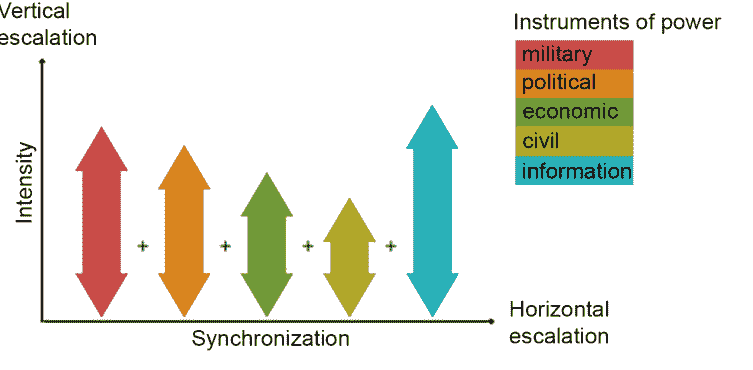 Vertical
escalation
Instruments of power
military
political
economic
civil
information
Intensity
+ + + +
Synchronization
Horizontal
escalation